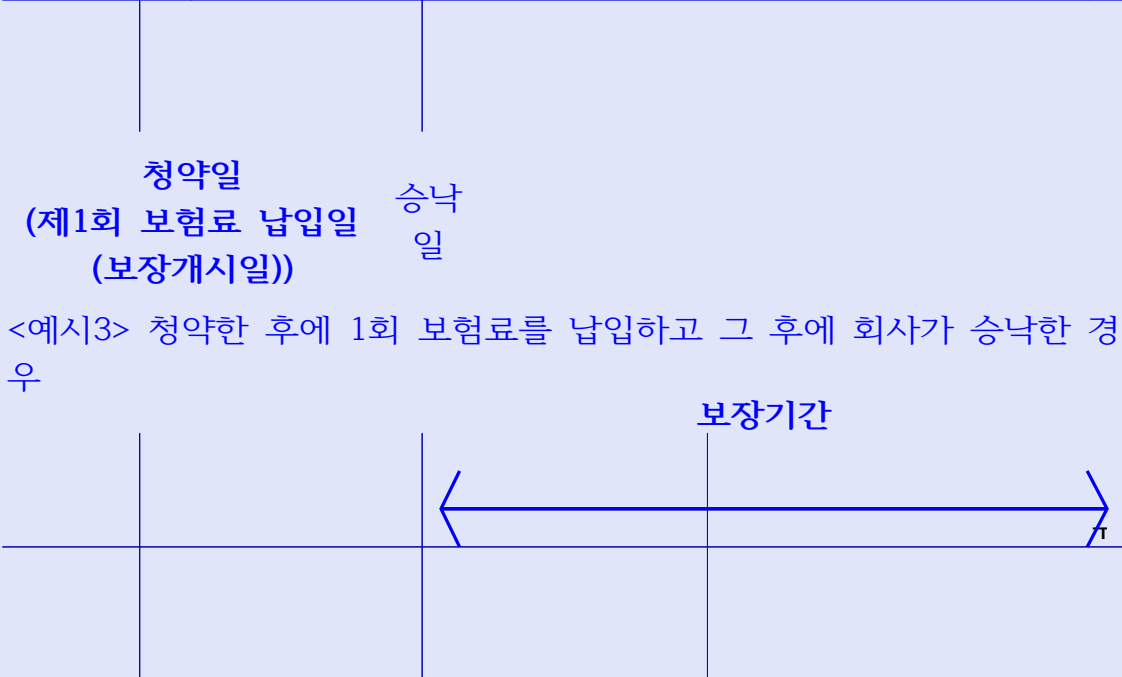 청약일
(제1회 보험료 납입일
(보장개시일))
승낙
일
<예시3> 청약한 후에 1회 보험료를 납입하고 그 후에 회사가 승낙한 경
우
보장기간